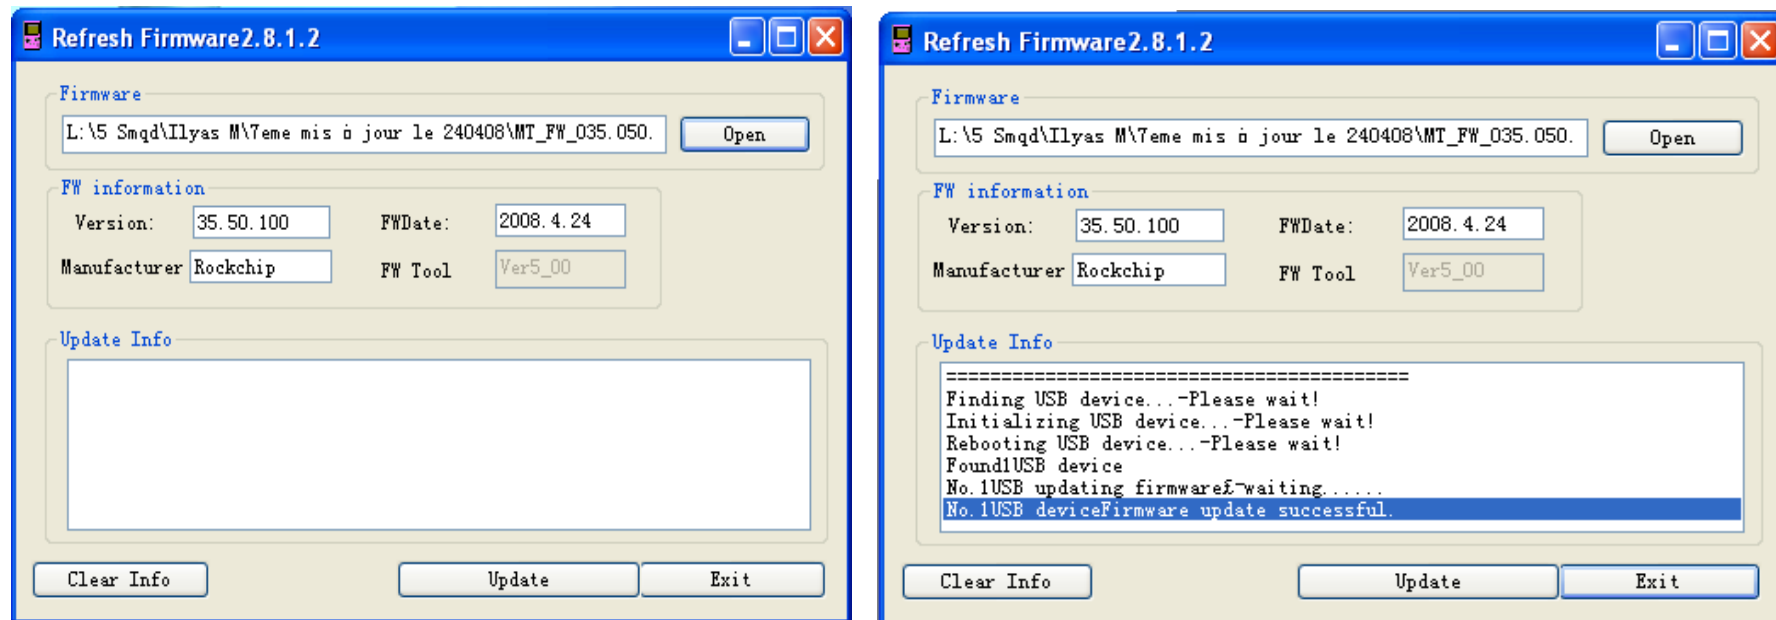 Refresh Firmware2.8.1.2
Firmware
L:\5 Smqd\Ilyas M\7eme mis ȯ jour le 240408\MT_FW_035.050.
Open
FW information
Version: 35.50.100 FWDate: 2008.4.24
Manufacturer Rockchip FW Tool Ver5_00
Update Info
Clear Info Update Exit
Refresh Firmware2.8.1.2
Firmware
L:\5 Smqd\Ilyas M\7eme mis ȯ jour le 240408\MT_FW_035.050.
Open
FW information
Version: 35.50.100 FWDate: 2008.4.24
Manufacturer Rockchip FW Tool Ver5_00
Update Info
==========================================
Finding USB device...-Please wait!
Initializing USB device...-Please wait!
Rebooting USB device...-Please wait!
Found1USB device
No.1USB updating firmware£¬waiting......
No.1USB deviceFirmware update successful.
Clear Info Update Exit